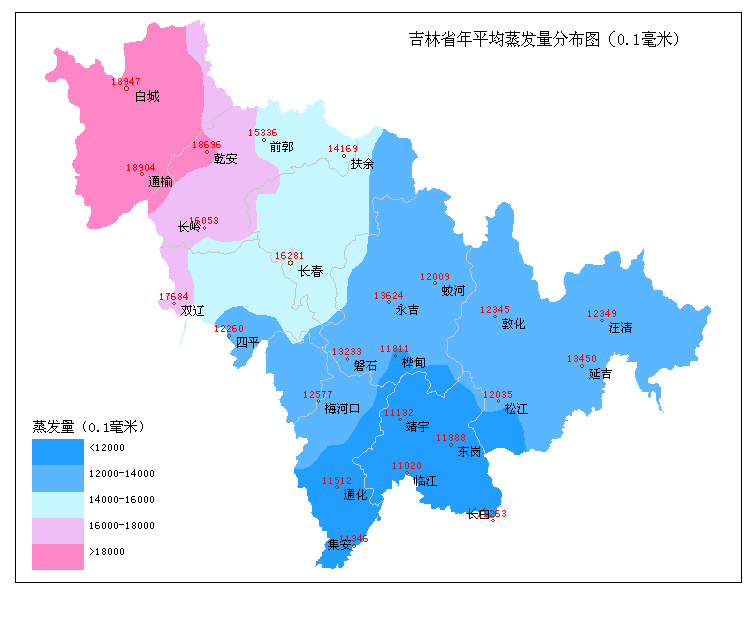 吉林省年平均蒸发量分布图（0.1毫米）
18947
白城
15336
前郭
18696
乾安
14169
扶余
18904
通榆
长岭
16053
16281
长春
12009
蛟河
17684
双辽
13624
永吉
12345
敦化
12349
汪清
12260
四平
13233
磐石
11811
桦甸
13450
延吉
12577
梅河口
12035
松江
11132
靖宇
11338
东岗
11020
临江
11512
通化
长白
集安
11346
蒸发量（0.1毫米）
<12000
12000-14000
14000-16000
16000-18000
>18000